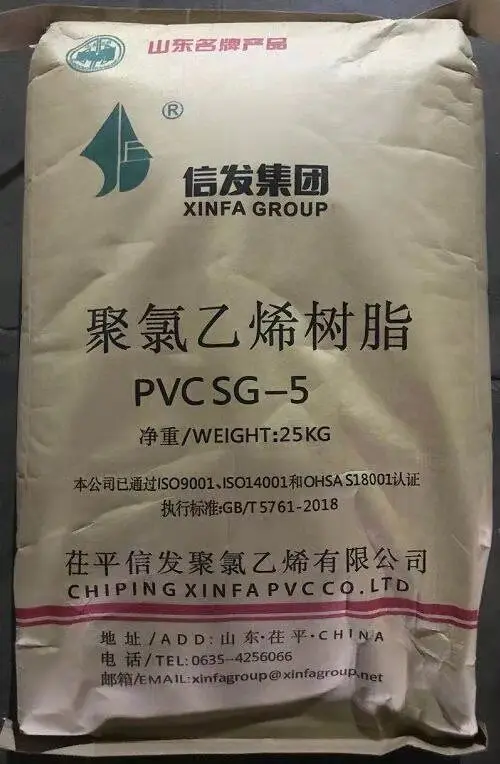 山东名牌产品
®
信发集团
XINFA GROUP
聚氯乙烯树脂
PVC SG-5
净重/WEIGHT:25KG
本公司已通过ISO9001、ISO14001和OHSAS18001认证
执行标准:GB/T5761-2018
茌平信发聚氯乙烯有限公司
CHIPING XINFA PVC CO.LTD
地址/ADD:山东·茌平·CHINA
电话/TEL:0635-4256066
邮箱/EMAIL:xinfagroup@xinfagroup.net